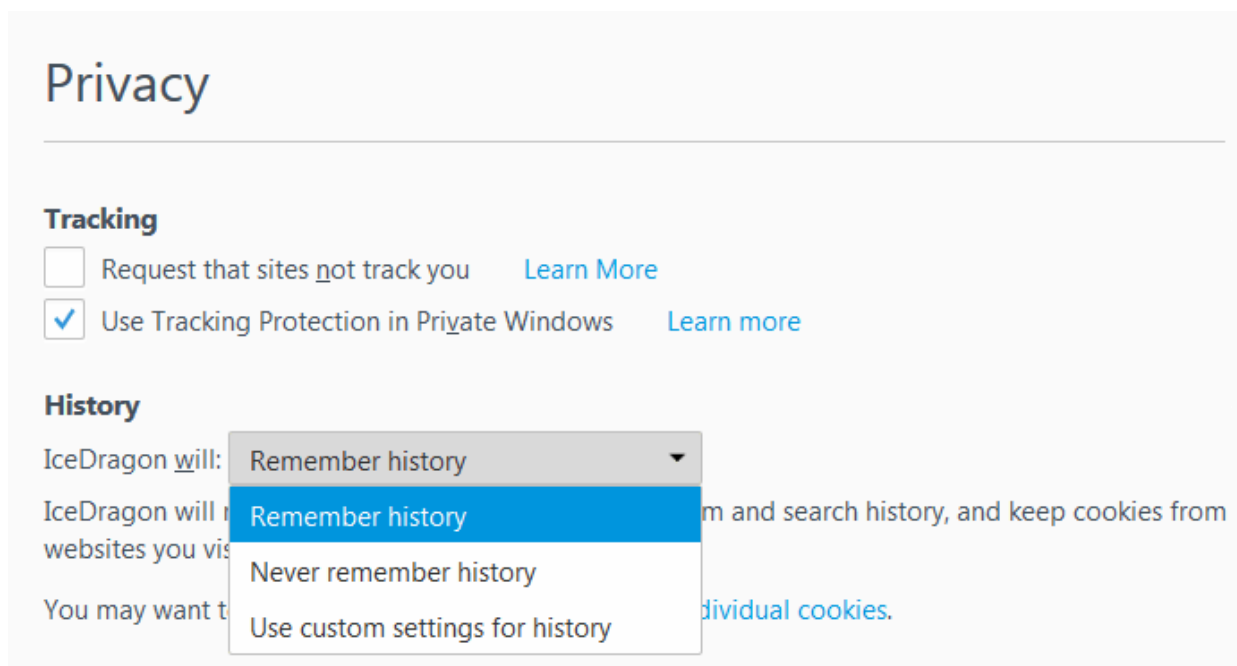 Privacy
Tracking
Request that sites not track you Learn More
Use Tracking Protection in Private Windows Learn more
History
IceDragon will: Remember history
IceDragon will m and search history, and keep cookies from
Remember history
websites you
Never remember history
You may want dividual cookies.
Use custom settings for history